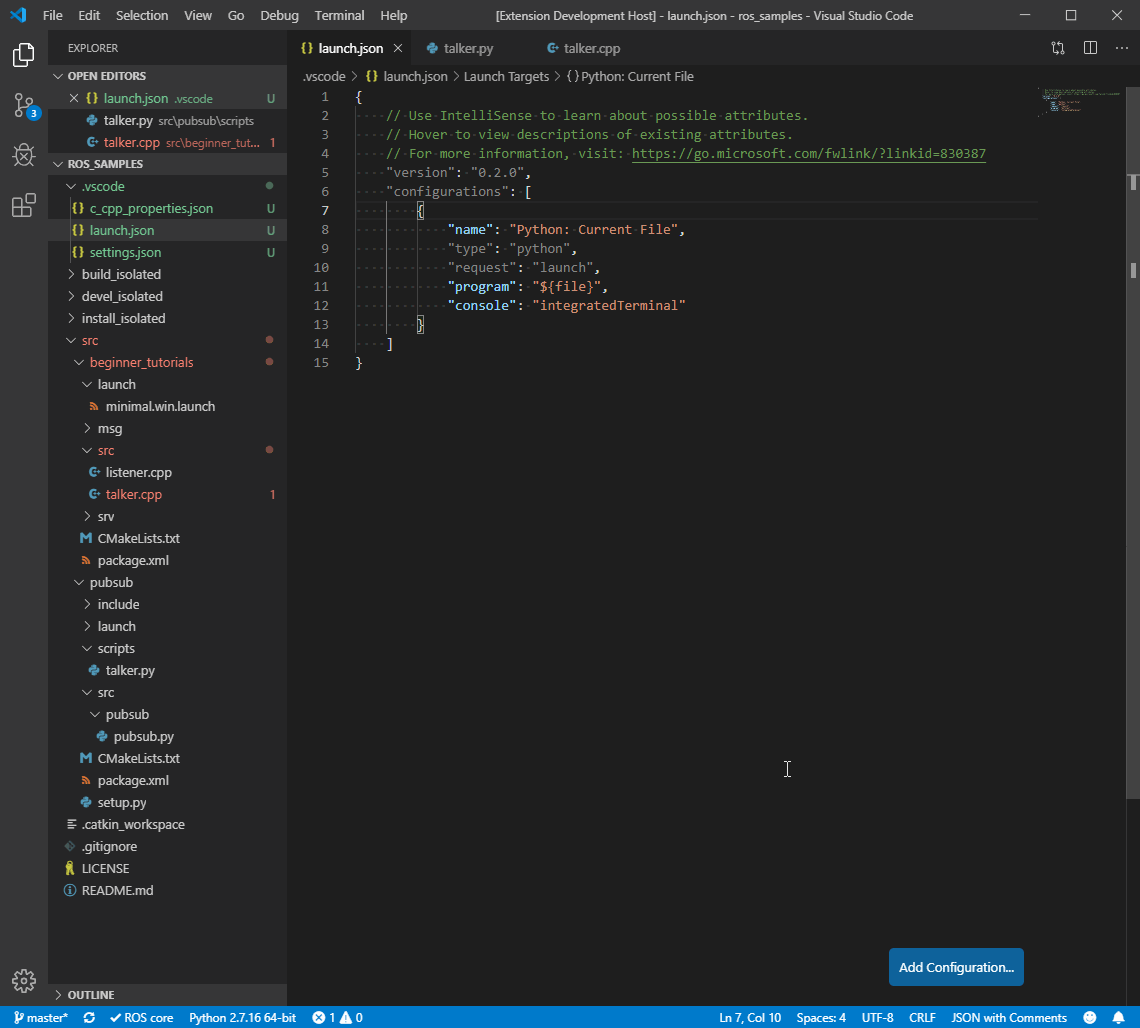 File Edit Selection View Go Debug Terminal Help [Extension Development Host] - launch.json - ros_samples - Visual Studio Code
EXPLORER
OPEN EDITORS
launch.json .vscode U
talker.py src\pubsub\scripts
talker.cpp src\beginner_tut... 1
ROS_SAMPLES
.vscode
c_cpp_properties.json U
launch.json U
settings.json U
build_isolated
devel_isolated
install_isolated
src
beginner_tutorials
launch
minimal.win.launch
msg
src
listener.cpp
talker.cpp 1
srv
CMakeLists.txt
package.xml
pubsub
include
launch
scripts
talker.py
src
pubsub
pubsub.py
CMakeLists.txt
package.xml
setup.py
.catkin_workspace
.gitignore
LICENSE
README.md
OUTLINE
3
launch.json talker.py talker.cpp
.vscode > {} launch.json > Launch Targets > {} Python: Current File
1 {
2 // Use IntelliSense to learn about possible attributes.
3 // Hover to view descriptions of existing attributes.
4 // For more information, visit: https://go.microsoft.com/fwlink/?linkid=830387
5 "version": "0.2.0",
6 "configurations": [
7 {
8 "name": "Python: Current File",
9 "type": "python",
10 "request": "launch",
11 "program": "${file}",
12 "console": "integratedTerminal"
13 }
14 ]
15 }
Add Configuration...
master* ROS core Python 2.7.16 64-bit 1 0 Ln 7, Col 10 Spaces: 4 UTF-8 CRLF JSON with Comments